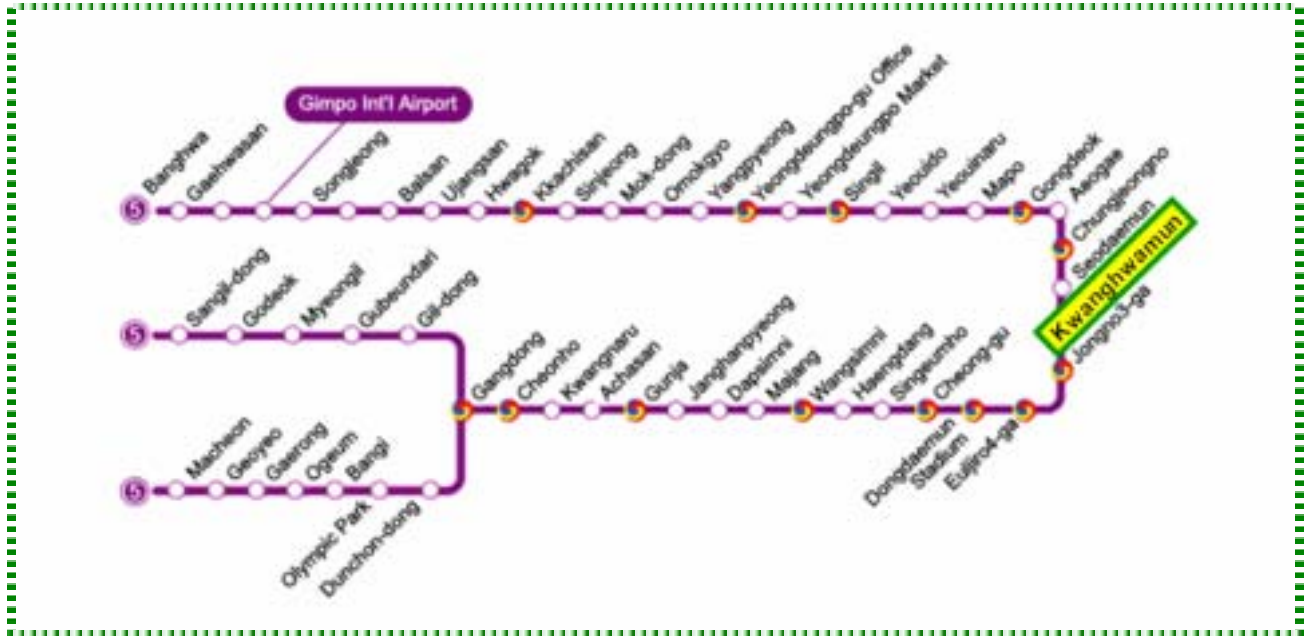 Gimpo Int'l Airport
5
Banghwa
Gaehwasan
Songjeong
Balsan
Ujangsan
Hwagok
Kkachisan
Sinjeong
Mok-dong
Omokgyo
Yangpyeong
Yeongdeungpo-gu Office
Yeongdeungpo Market
Singil
Yeouido
Yeouinaru
Mapo
Gongdeok
Aeogae
Chungjeongno
Seodaemun
Kwanghwamun
Jongno3-ga
5
Sangil-dong
Godeok
Myeongil
Gubeundari
Gil-dong
Gangdong
Cheonho
Kwangnaru
Achasan
Gunja
Janghanpyeong
Dapsimni
Majang
Wangsimni
Haengdang
Singeumho
Cheong-gu
Dongdaemun
Stadium
Euljiro4-ga
5
Macheon
Geoyeo
Gaerong
Ogeum
Bangi
Olympic Park
Dunchon-dong